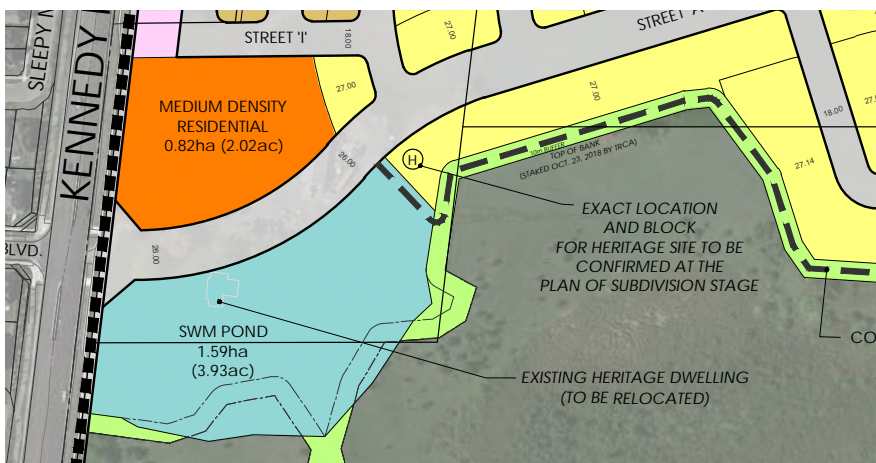 SLEEPY
KENNEDY
BLVD.
STREET 'I'
18.00
27.00
STREET 'A'
27.00
27.00
18.00
MEDIUM DENSITY
RESIDENTIAL
0.82ha (2.02ac)
26.00
H
10m BUFFER
TOP OF BANK
(STAKED OCT. 23, 2018 BY TRCA)
27.14
26.00
EXACT LOCATION
AND BLOCK
FOR HERITAGE SITE TO BE
CONFIRMED AT THE
PLAN OF SUBDIVISION STAGE
SWM POND
1.59ha
(3.93ac)
CO
EXISTING HERITAGE DWELLING
(TO BE RELOCATED)